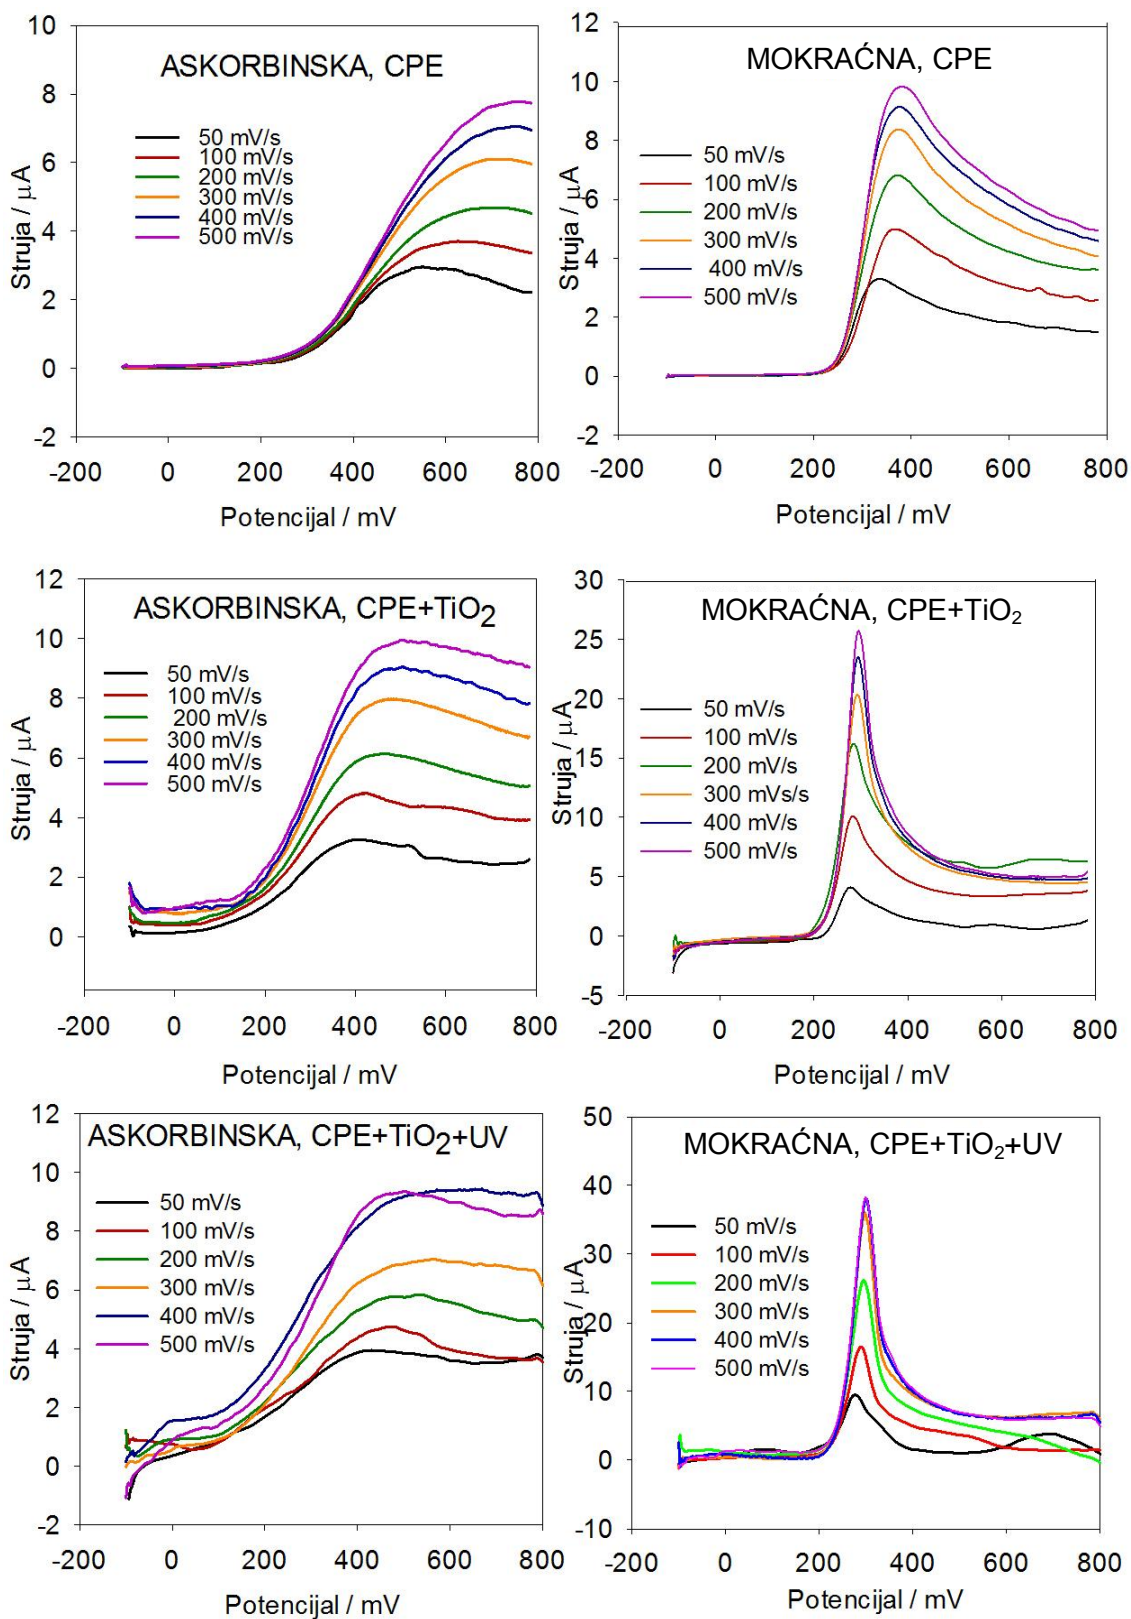 ASKORBINSKA, CPE
10
8
6
4
2
0
-2
Struja / μA
50 mV/s
100 mV/s
200 mV/s
300 mV/s
400 mV/s
500 mV/s
-200 0 200 400 600 800
Potencijal / mV
MOKRAĆNA, CPE
12
10
8
6
4
2
0
-2
Struja / μA
50 mV/s
100 mV/s
200 mV/s
300 mV/s
400 mV/s
500 mV/s
-200 0 200 400 600 800
Potencijal / mV
ASKORBINSKA, CPE+TiO2
12
10
8
6
4
2
0
Struja / μA
50 mV/s
100 mV/s
200 mV/s
300 mV/s
400 mV/s
500 mV/s
-200 0 200 400 600 800
Potencijal / mV
MOKRAĆNA, CPE+TiO2
30
25
20
15
10
5
0
-5
Struja / μA
50 mV/s
100 mV/s
200 mV/s
300 mVs/s
400 mV/s
500 mV/s
-200 0 200 400 600 800
Potencijal / mV
ASKORBINSKA, CPE+TiO2+UV
12
10
8
6
4
2
0
-2
Struja / μA
50 mV/s
100 mV/s
200 mV/s
300 mV/s
400 mV/s
500 mV/s
-200 0 200 400 600 800
Potencijal / mV
MOKRAĆNA, CPE+TiO2+UV
50
40
30
20
10
0
-10
Struja / μA
50 mV/s
100 mV/s
200 mV/s
300 mV/s
400 mV/s
500 mV/s
-200 0 200 400 600 800
Potencijal / mV